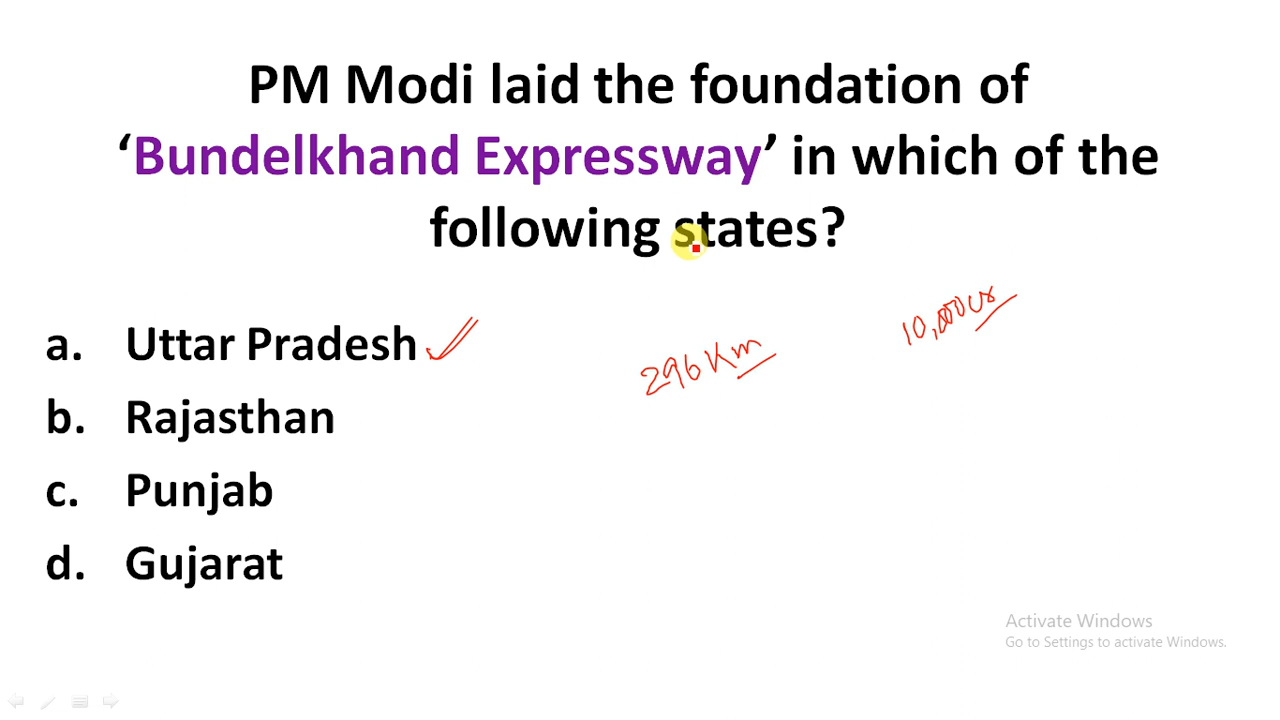 PM Modi laid the foundation of
‘Bundelkhand Expressway’ in which of the
following states?
a. Uttar Pradesh
296 Km
10,000 cr
b. Rajasthan
c. Punjab
d. Gujarat
Activate Windows
Go to Settings to activate Windows.